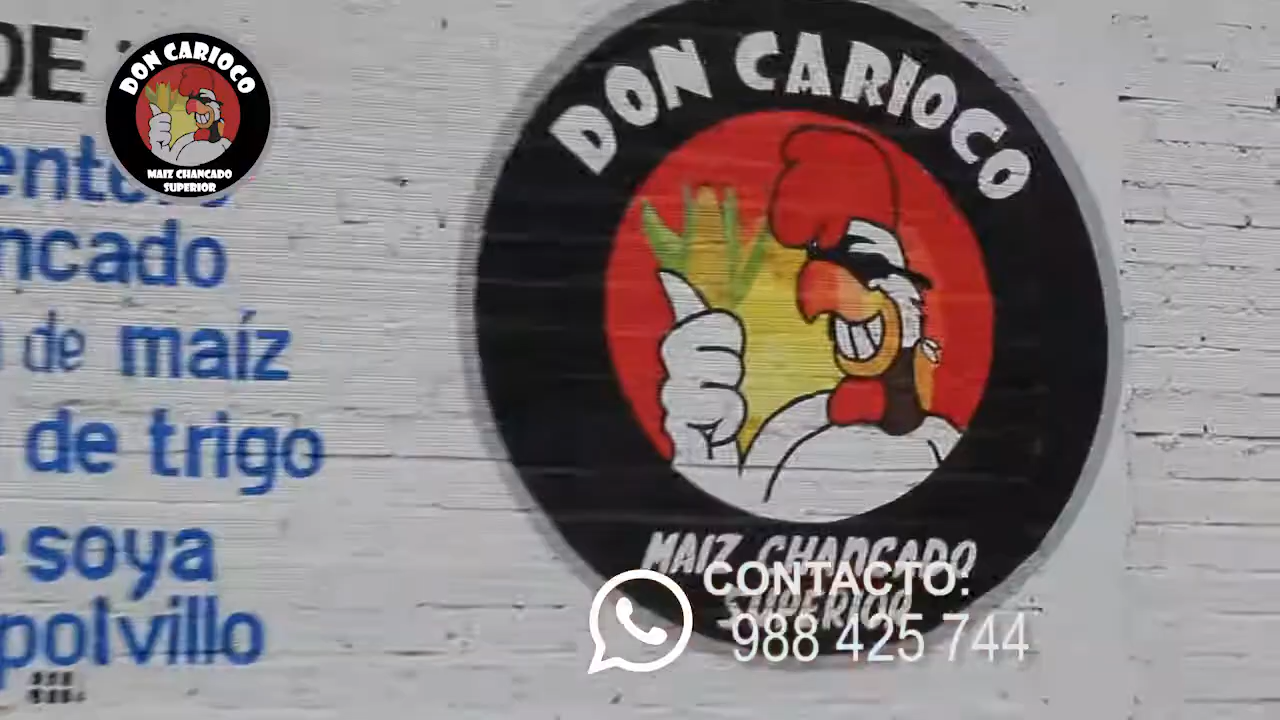 DE
DON CARIOCO
MAIZ CHANCADO
SUPERIOR
ncado
de maíz
de trigo
soya
polvillo
DON CARIOCO
MAIZ CHANCADO
SUPERIOR
CONTACTO:
988 425 744